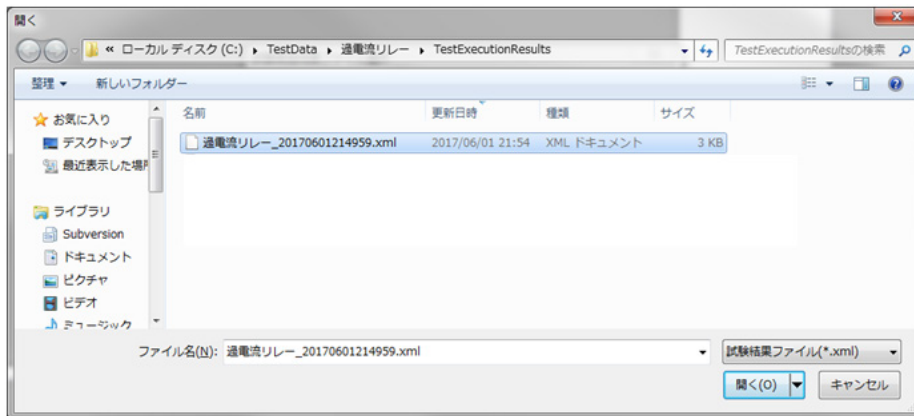 開く
« ローカル ディスク (C:) ▸ TestData ▸ 過電流リレー ▸ TestExecutionResults
TestExecutionResultsの検索
整理 ▼ 新しいフォルダー
お気に入り
デスクトップ
最近表示した場所
ライブラリ
Subversion
ドキュメント
ピクチャ
ビデオ
ミュージック
名前 更新日時 種類 サイズ
過電流リレー_20170601214959.xml 2017/06/01 21:54 XML ドキュメント 3 KB
ファイル名(N): 過電流リレー_20170601214959.xml
試験結果ファイル(*.xml)
開く(O) キャンセル